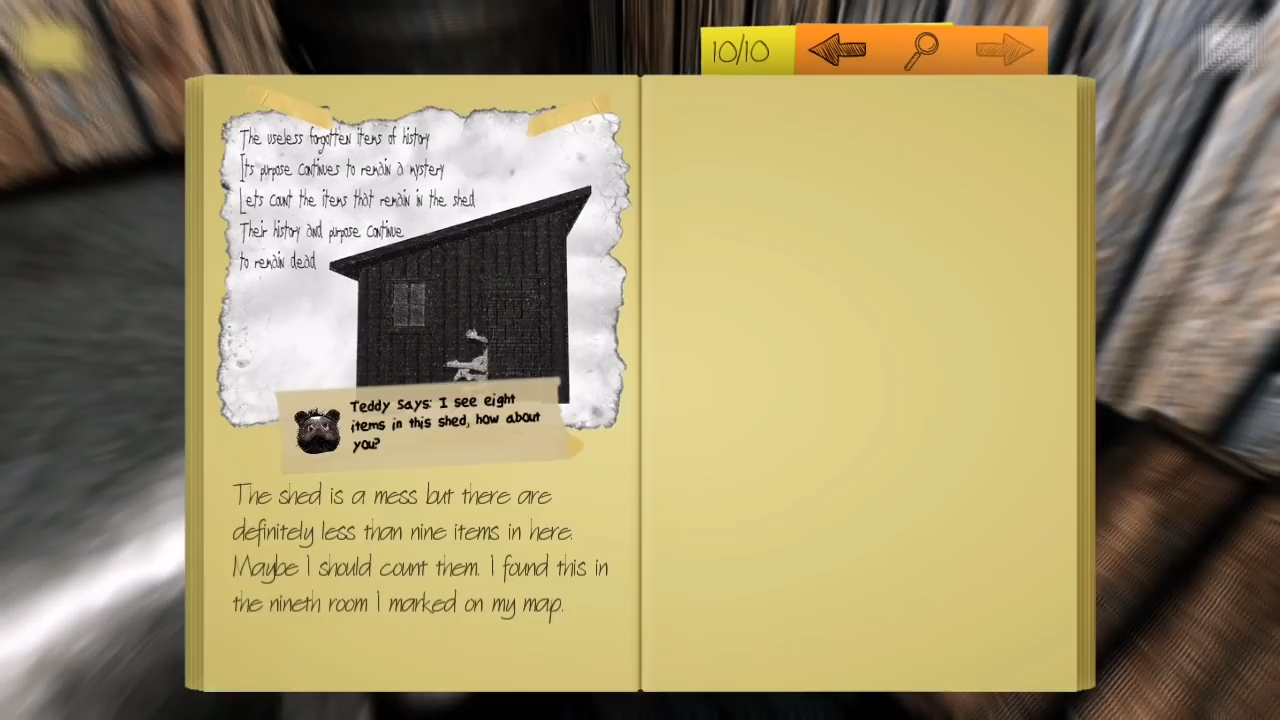 10/10
The useless forgotten items of history
Its purpose continues to remain a mystery
Lets count the items that remain in the shed
Their history and purpose continue
to remain dead
Teddy Says: I see eight
items in this shed, how about
you?
The shed is a mess but there are
definitely less than nine items in here.
Maybe I should count them. I found this in
the nineth room I marked on my map.